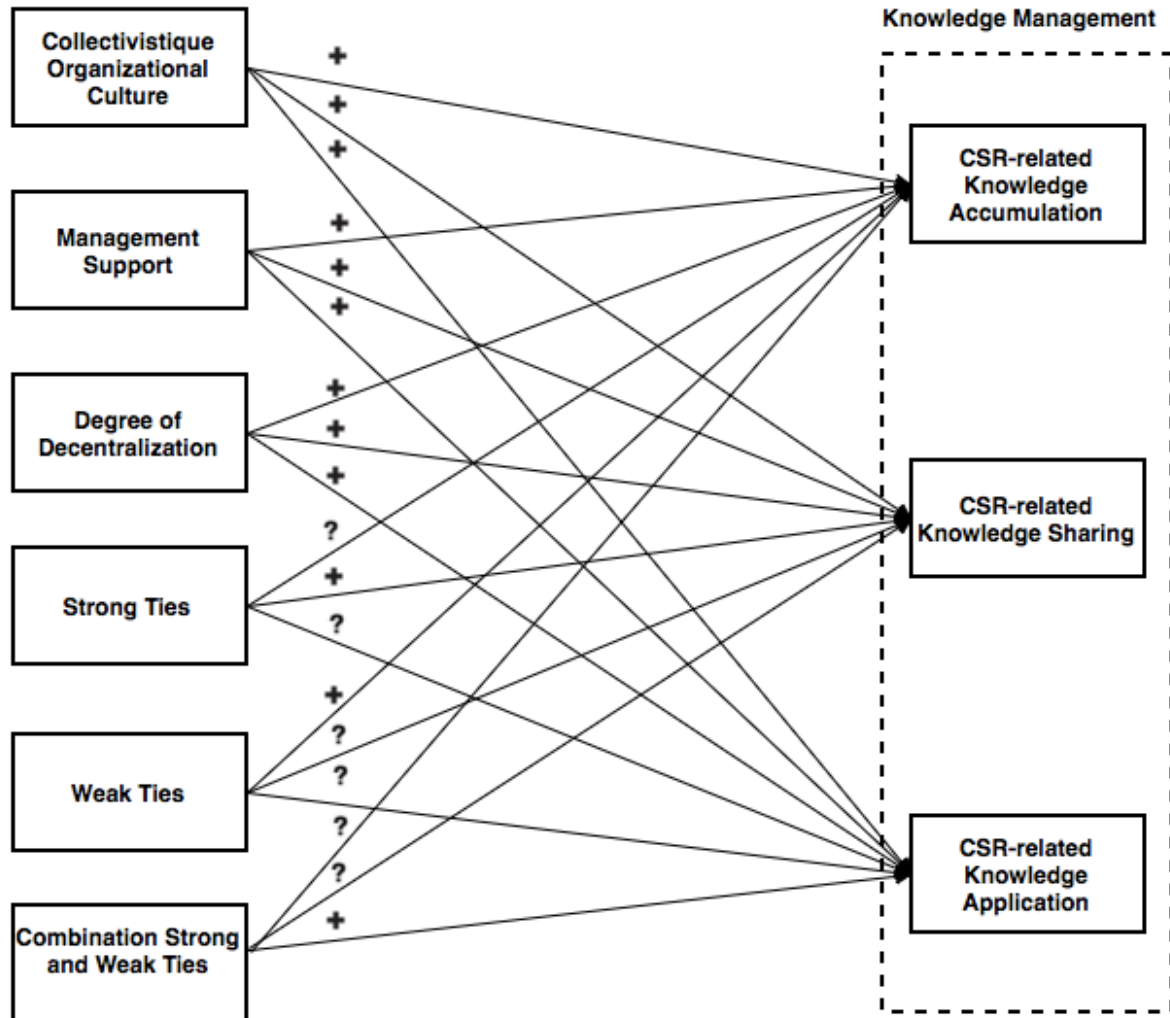 Knowledge Management
Collectivistique
Organizational
Culture
+
+
+
CSR-related
Knowledge
Accumulation
Management
Support
+
+
+
Degree of
Decentralization
+
+
+
CSR-related
Knowledge Sharing
Strong Ties
?
+
?
Weak Ties
+
?
?
CSR-related
Knowledge
Application
Combination Strong
and Weak Ties
?
?
+